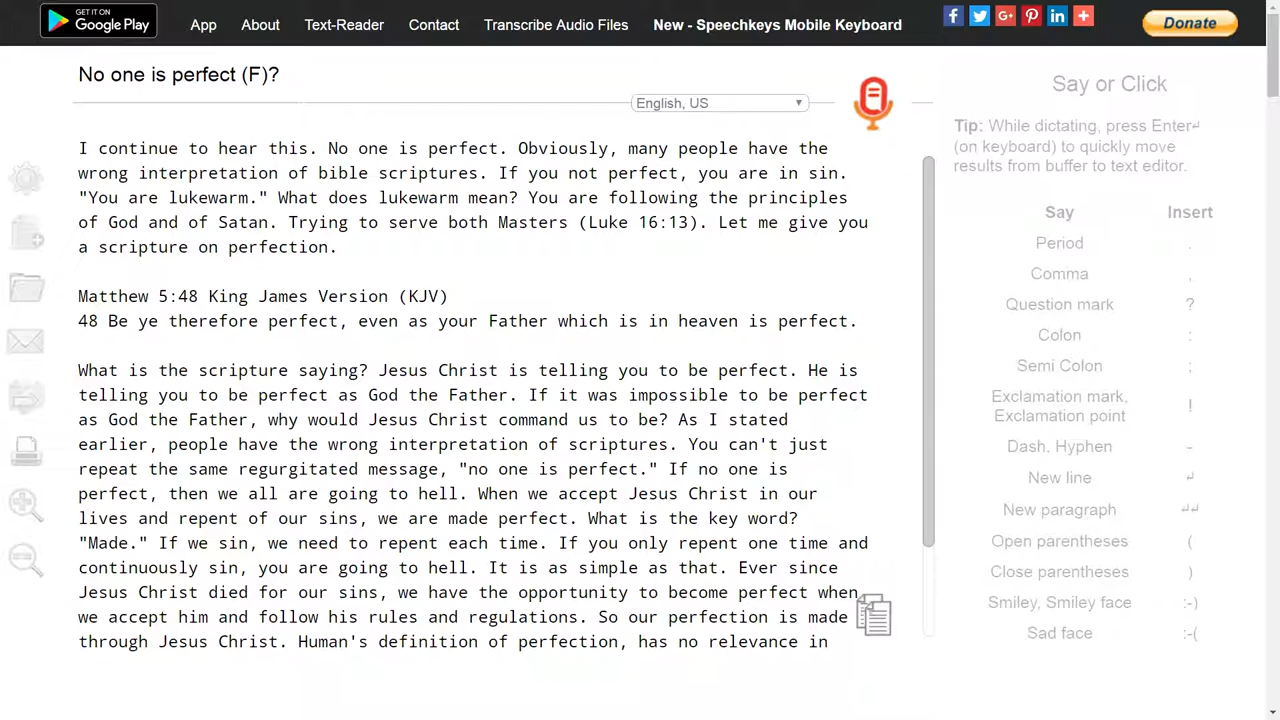 GET IT ON
Google Play
App
About
Text-Reader
Contact
Transcribe Audio Files
New - Speechkeys Mobile Keyboard
Donate
No one is perfect (F)?
English, US
I continue to hear this. No one is perfect. Obviously, many people have the
wrong interpretation of bible scriptures. If you not perfect, you are in sin.
"You are lukewarm." What does lukewarm mean? You are following the principles
of God and of Satan. Trying to serve both Masters (Luke 16:13). Let me give you
a scripture on perfection.
Matthew 5:48 King James Version (KJV)
48 Be ye therefore perfect, even as your Father which is in heaven is perfect.
What is the scripture saying? Jesus Christ is telling you to be perfect. He is
telling you to be perfect as God the Father. If it was impossible to be perfect
as God the Father, why would Jesus Christ command us to be? As I stated
earlier, people have the wrong interpretation of scriptures. You can't just
repeat the same regurgitated message, "no one is perfect." If no one is
perfect, then we all are going to hell. When we accept Jesus Christ in our
lives and repent of our sins, we are made perfect. What is the key word?
"Made." If we sin, we need to repent each time. If you only repent one time and
continuously sin, you are going to hell. It is as simple as that. Ever since
Jesus Christ died for our sins, we have the opportunity to become perfect when
we accept him and follow his rules and regulations. So our perfection is made
through Jesus Christ. Human's definition of perfection, has no relevance in
Say or Click
Tip: While dictating, press Enter↵
(on keyboard) to quickly move
results from buffer to text editor.
Say Insert
Period .
Comma ,
Question mark ?
Colon :
Semi Colon ;
Exclamation mark,
Exclamation point !
Dash, Hyphen -
New line ↵
New paragraph ↵↵
Open parentheses (
Close parentheses )
Smiley, Smiley face :-)
Sad face :-(